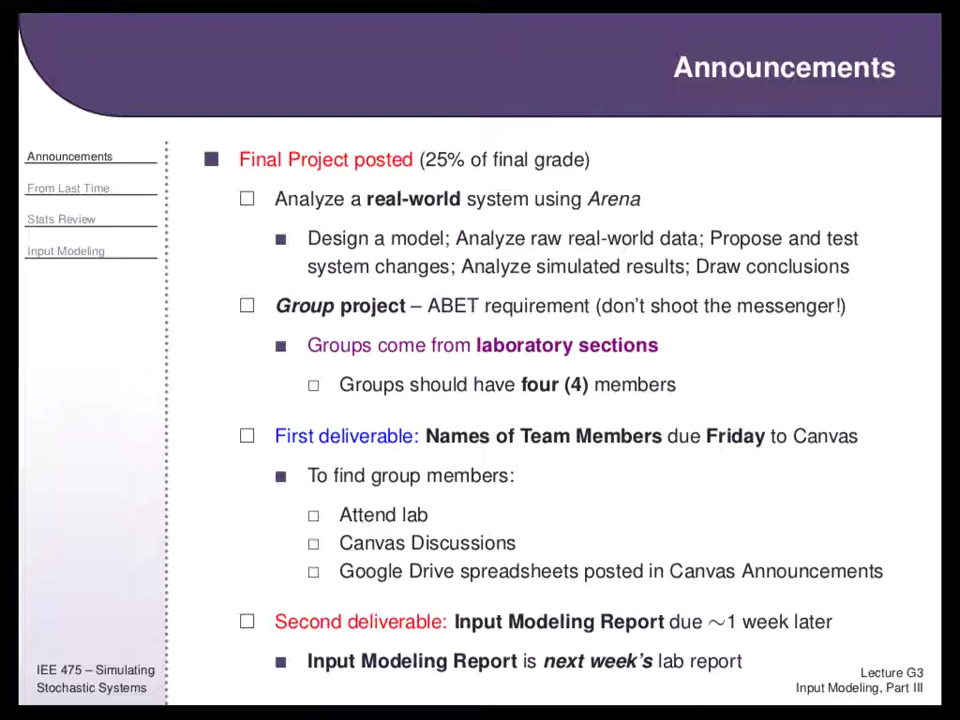 Announcements
Announcements
From Last Time
Stats Review
Input Modeling
Final Project posted (25% of final grade)
Analyze a real-world system using Arena
Design a model; Analyze raw real-world data; Propose and test
system changes; Analyze simulated results; Draw conclusions
Group project – ABET requirement (don't shoot the messenger!)
Groups come from laboratory sections
Groups should have four (4) members
First deliverable: Names of Team Members due Friday to Canvas
To find group members:
Attend lab
Canvas Discussions
Google Drive spreadsheets posted in Canvas Announcements
Second deliverable: Input Modeling Report due ∼1 week later
Input Modeling Report is next week's lab report
IEE 475 – Simulating
Stochastic Systems
Lecture G3
Input Modeling, Part III